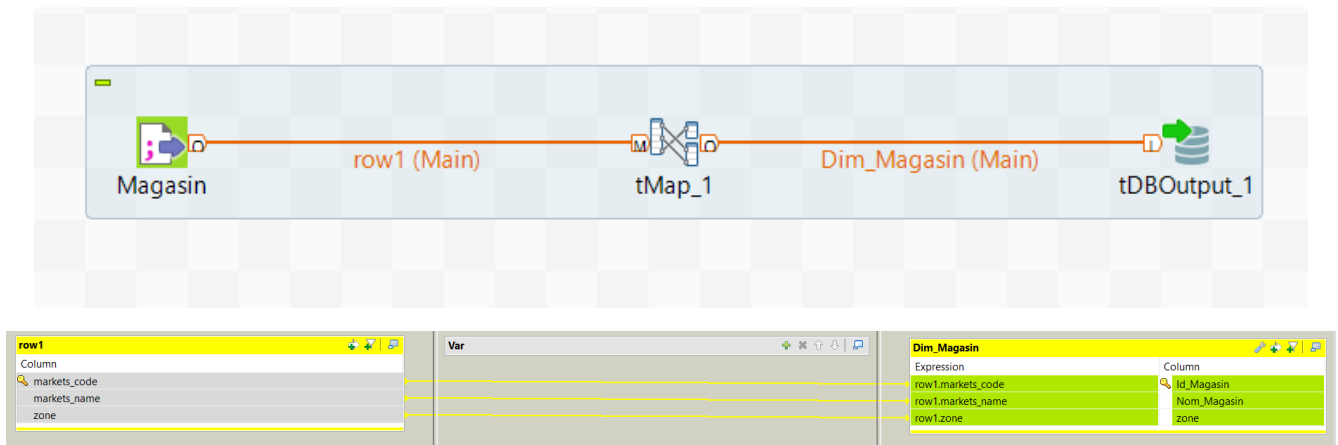 row1 (Main)
Dim_Magasin (Main)
Magasin
tMap_1
tDBOutput_1
row1
Column
markets_code
markets_name
zone
Var
Dim_Magasin
Expression Column
row1.markets_code Id_Magasin
row1.markets_name Nom_Magasin
row1.zone zone